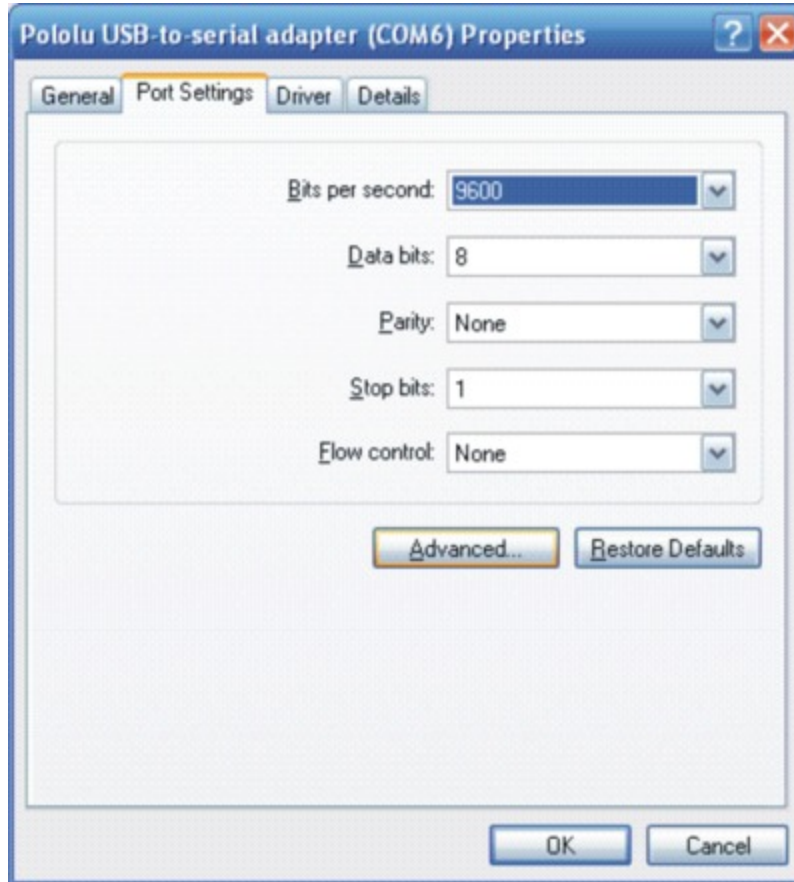 Pololu USB-to-serial adapter (COM6) Properties
General Port Settings Driver Details
Bits per second: 9600
Data bits: 8
Parity: None
Stop bits: 1
Flow control: None
Advanced... Restore Defaults
OK Cancel